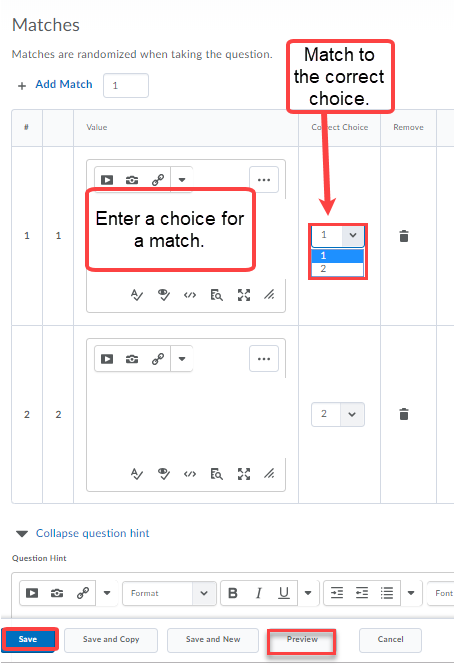 Matches
Matches are randomized when taking the question.
Match to
the correct
choice.
+ Add Match 1
# Value Correct Choice Remove
Enter a choice for
a match.
1 1 1
1
2
2 2 2
Collapse question hint
Question Hint
Format B I U Font
Save Save and Copy Save and New Preview Cancel